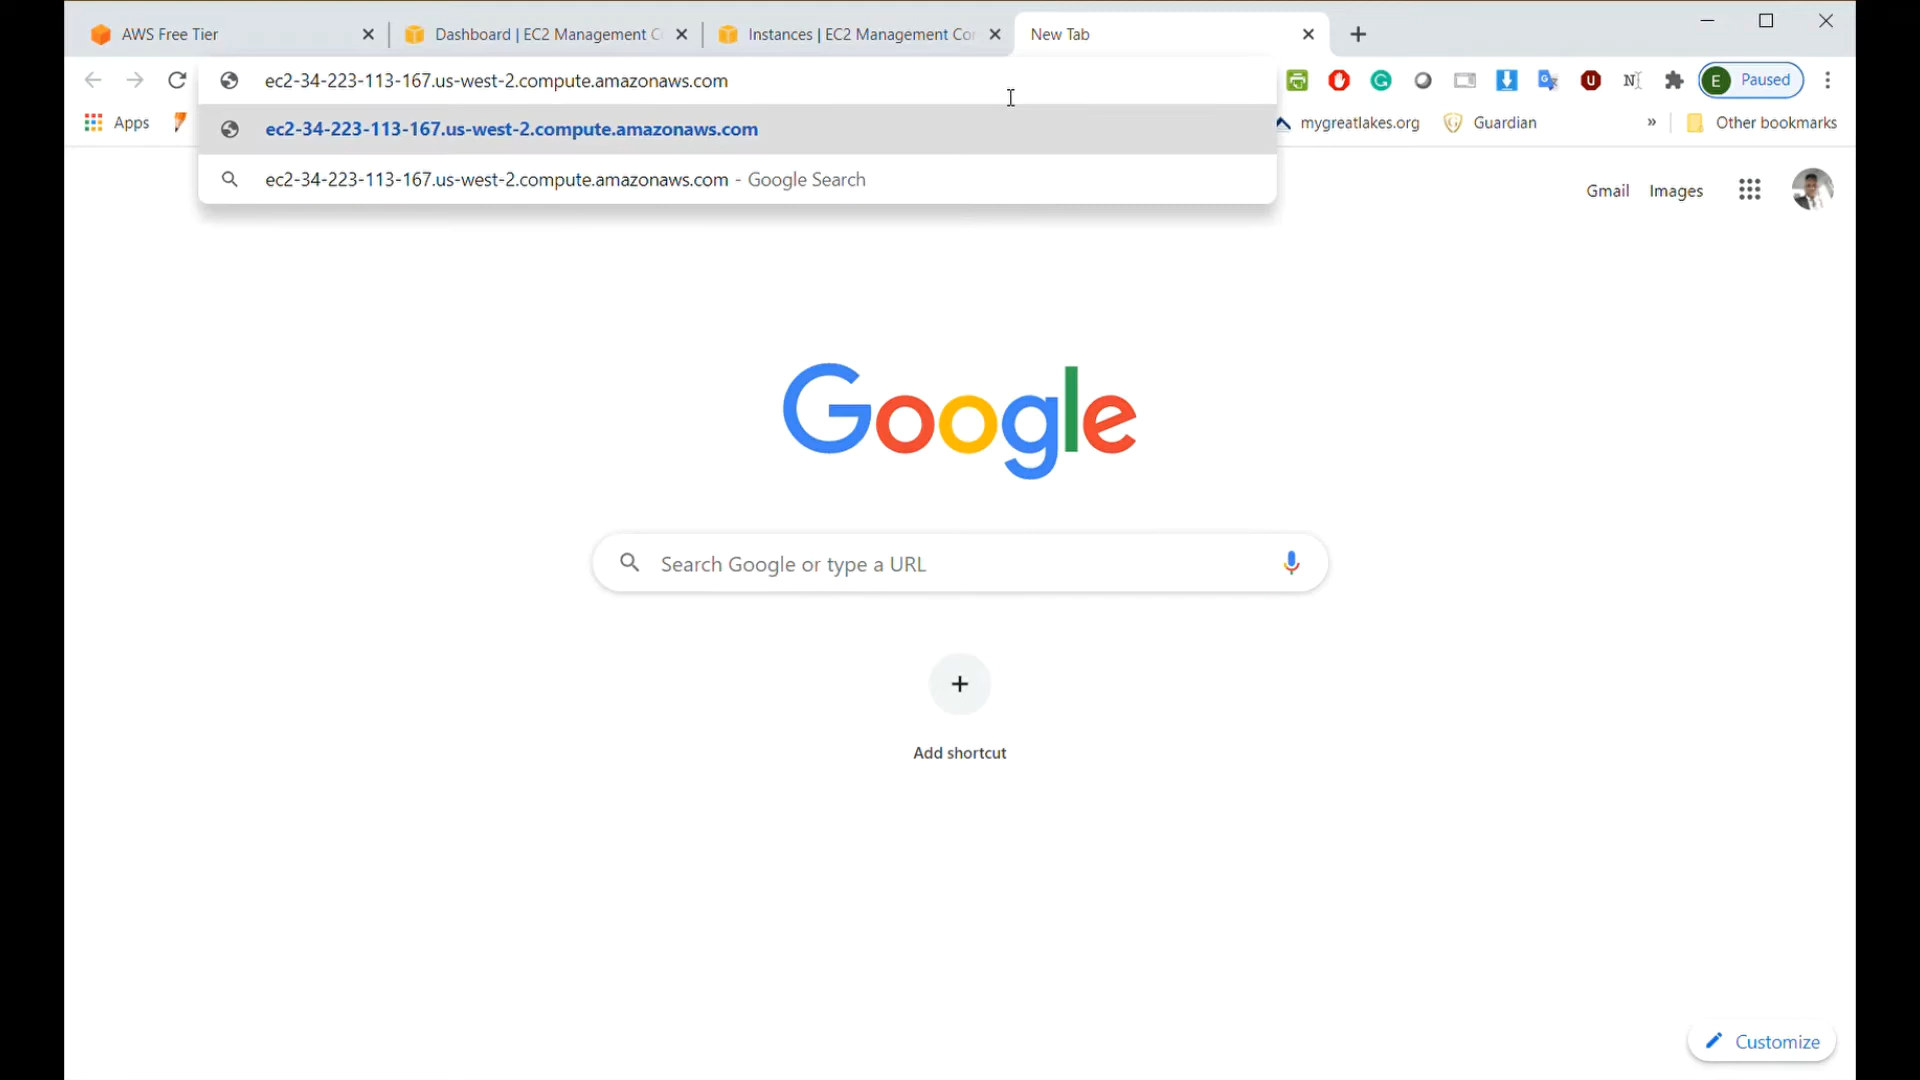 AWS Free Tier
Dashboard | EC2 Management C
Instances | EC2 Management Con
New Tab
ec2-34-223-113-167.us-west-2.compute.amazonaws.com
E Paused
Apps
ec2-34-223-113-167.us-west-2.compute.amazonaws.com
mygreatlakes.org
Guardian
»
Other bookmarks
ec2-34-223-113-167.us-west-2.compute.amazonaws.com - Google Search
Gmail
Images
Google
Search Google or type a URL
Add shortcut
Customize